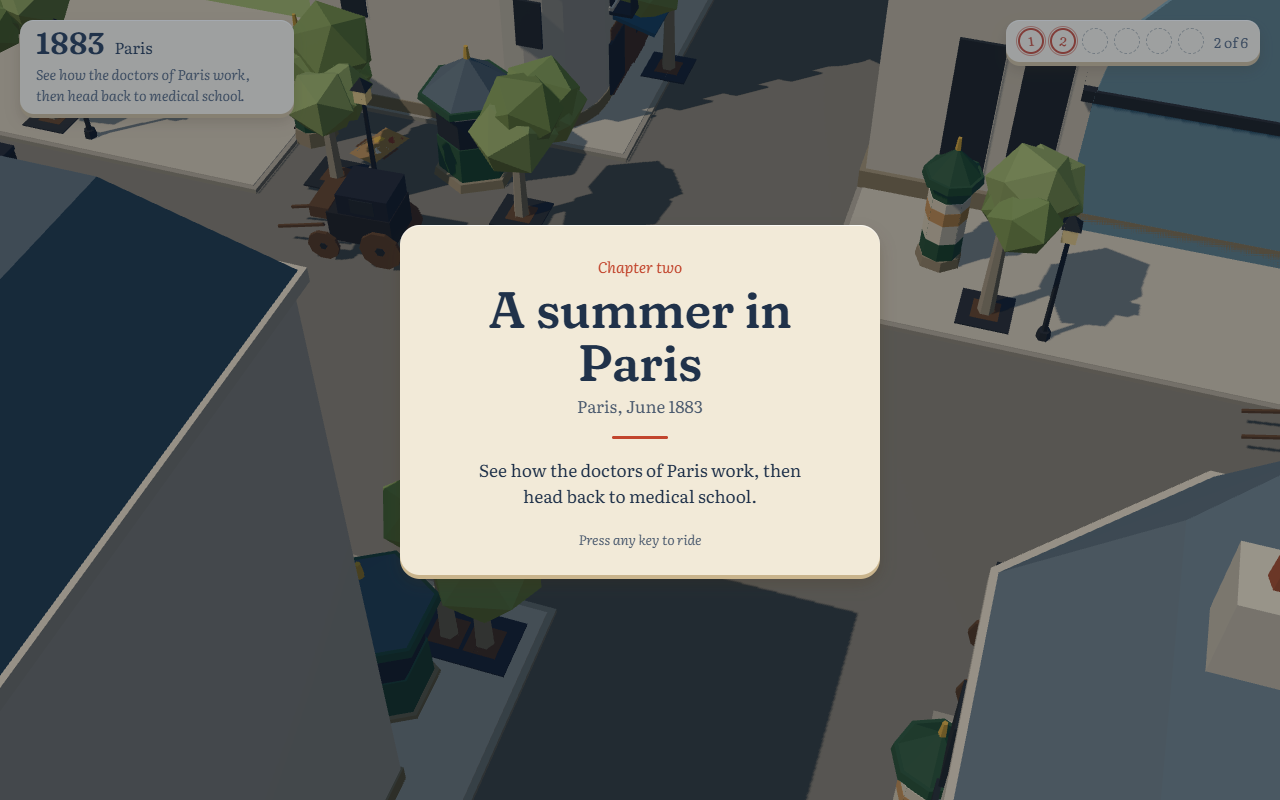 1883 Paris
See how the doctors of Paris work,
then head back to medical school.
1 2 2 of 6
Chapter two
A summer in
Paris
Paris, June 1883
See how the doctors of Paris work, then
head back to medical school.
Press any key to ride